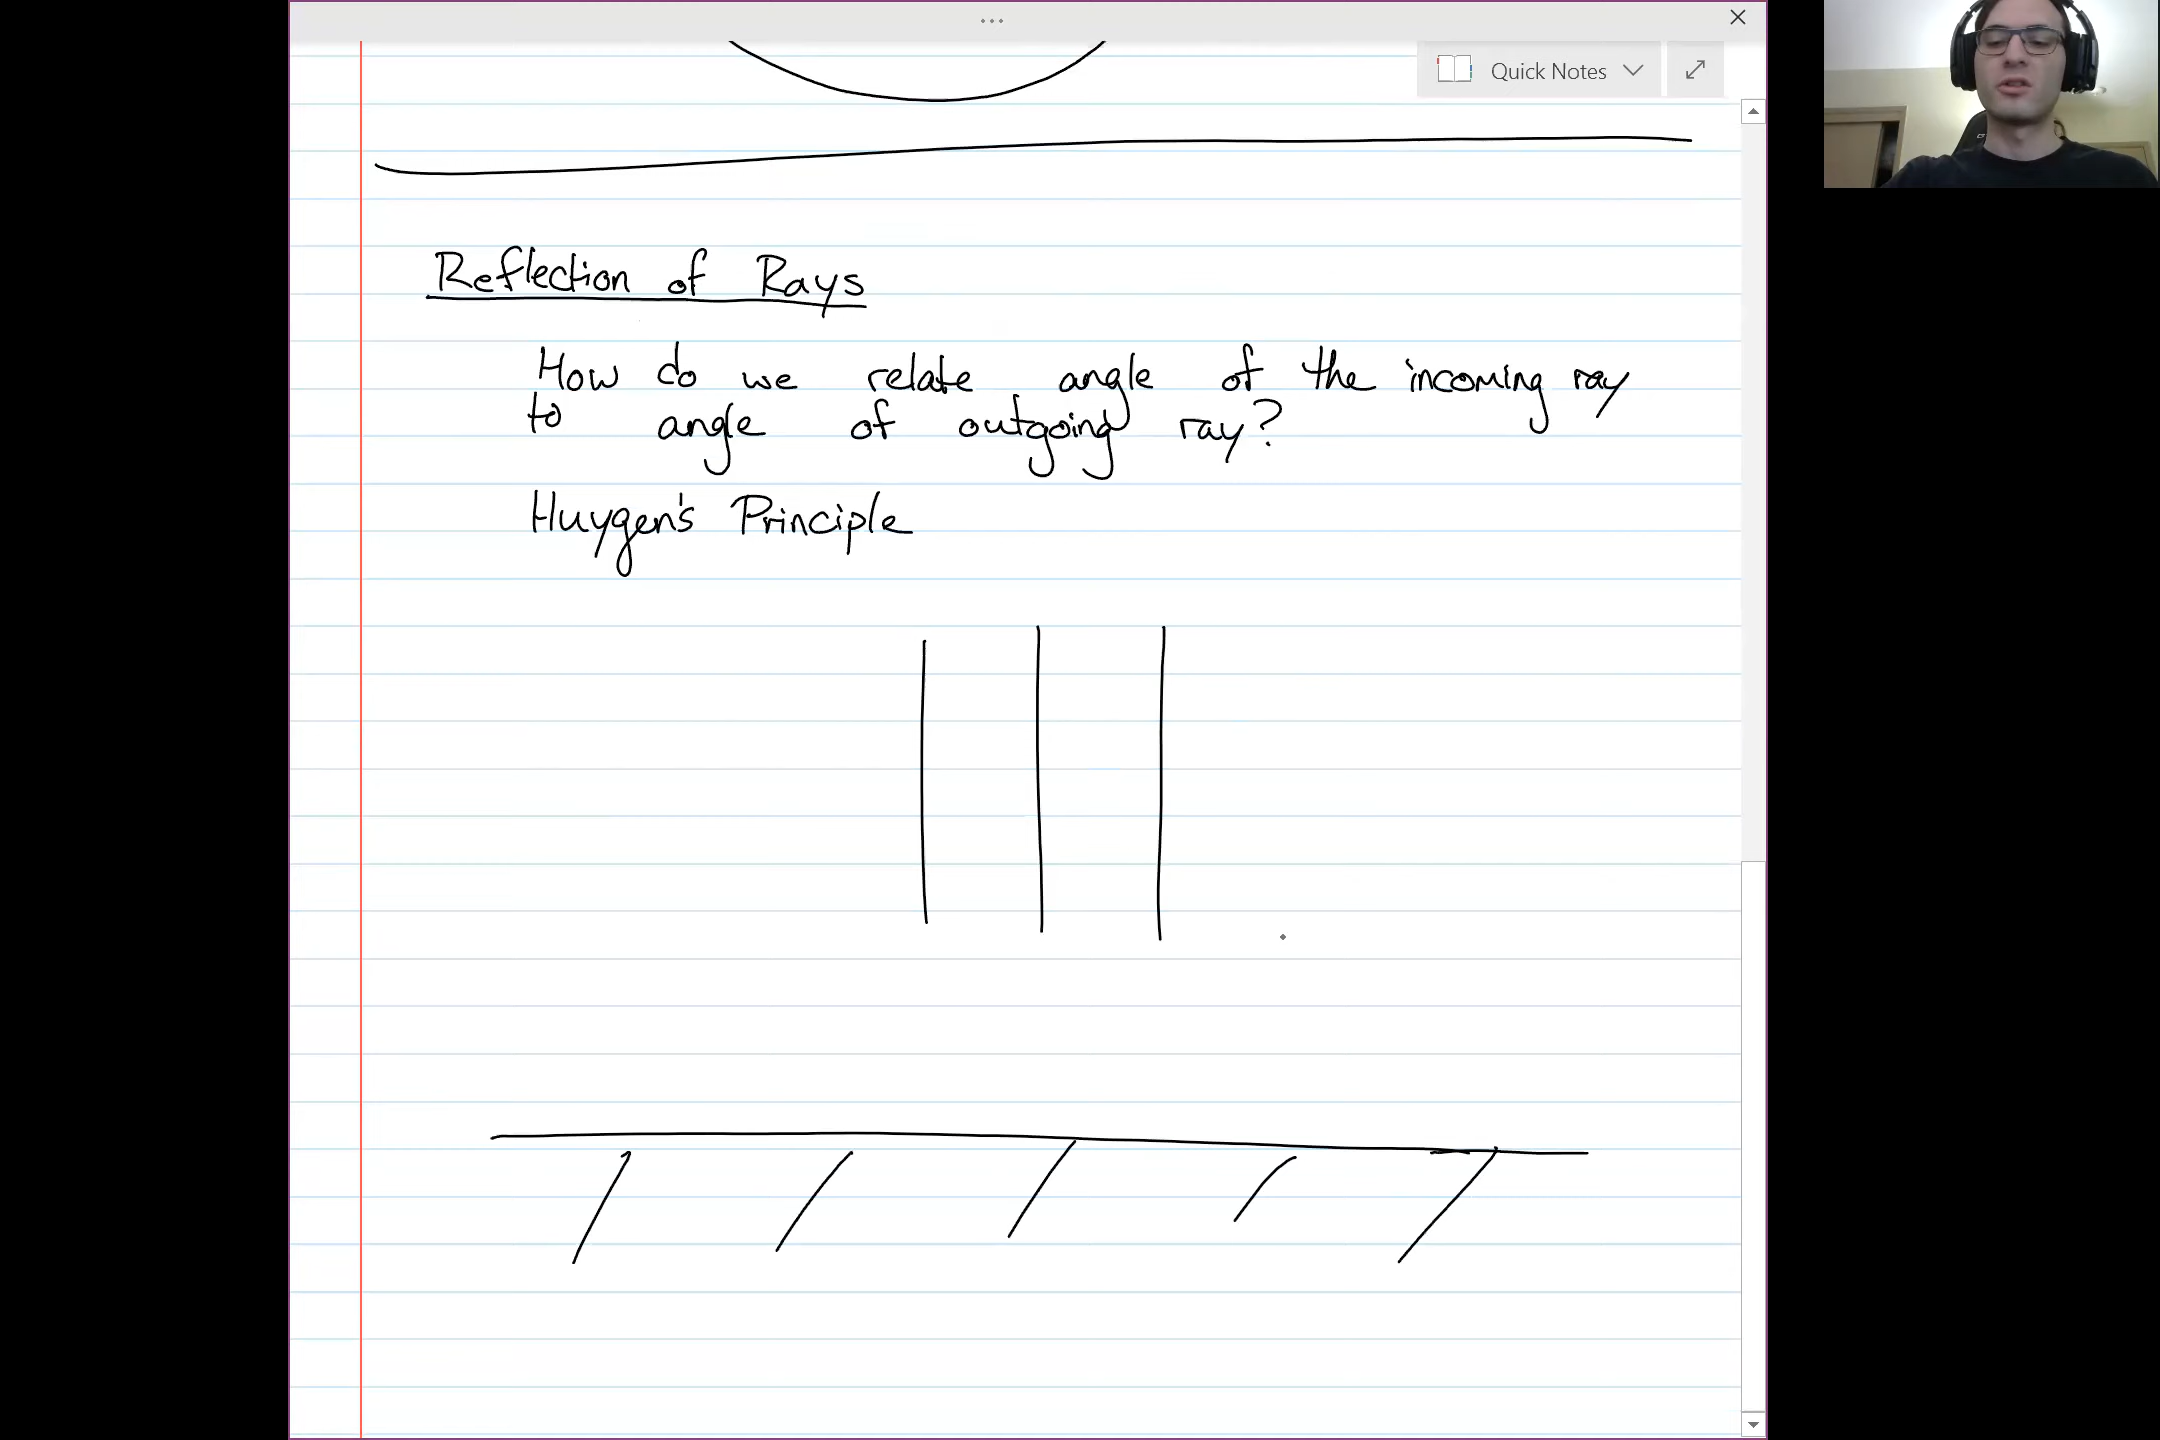 Quick Notes
Reflection of Rays
How do we relate angle of the incoming ray
to angle of outgoing ray?
Huygen's Principle